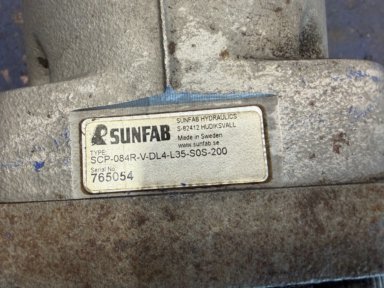 SUNFAB
SUNFAB HYDRAULICS
S-82412 HUDIKSVALL
Made in Sweden
www.sunfab.se
TYPE:
SCP-084R-V-DL4-L35-S0S-200
Serial No.
765054